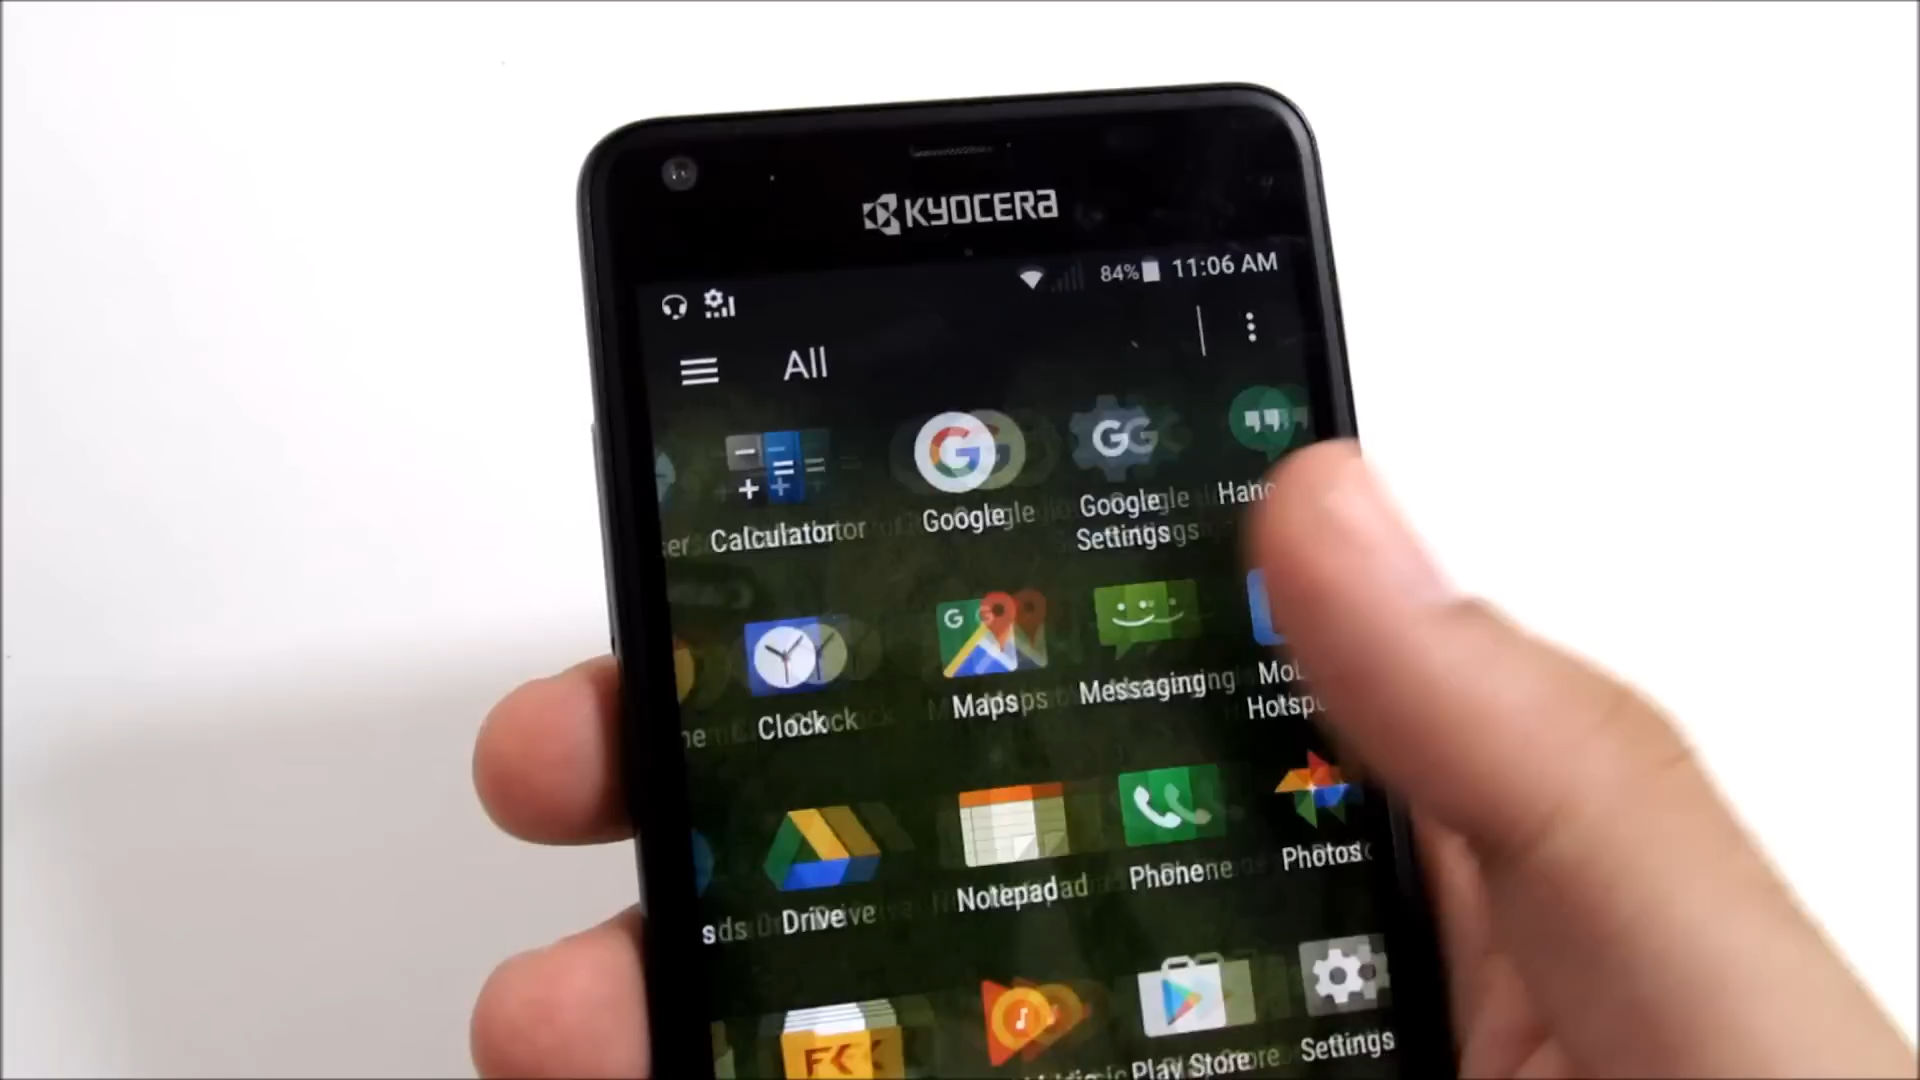 KYOCERA
84% 11:06 AM
All
Calculator
Google
Google Settings
Clock
Maps
Messaging
Drive
Notepad
Phone
Photos
Play Store
Settings